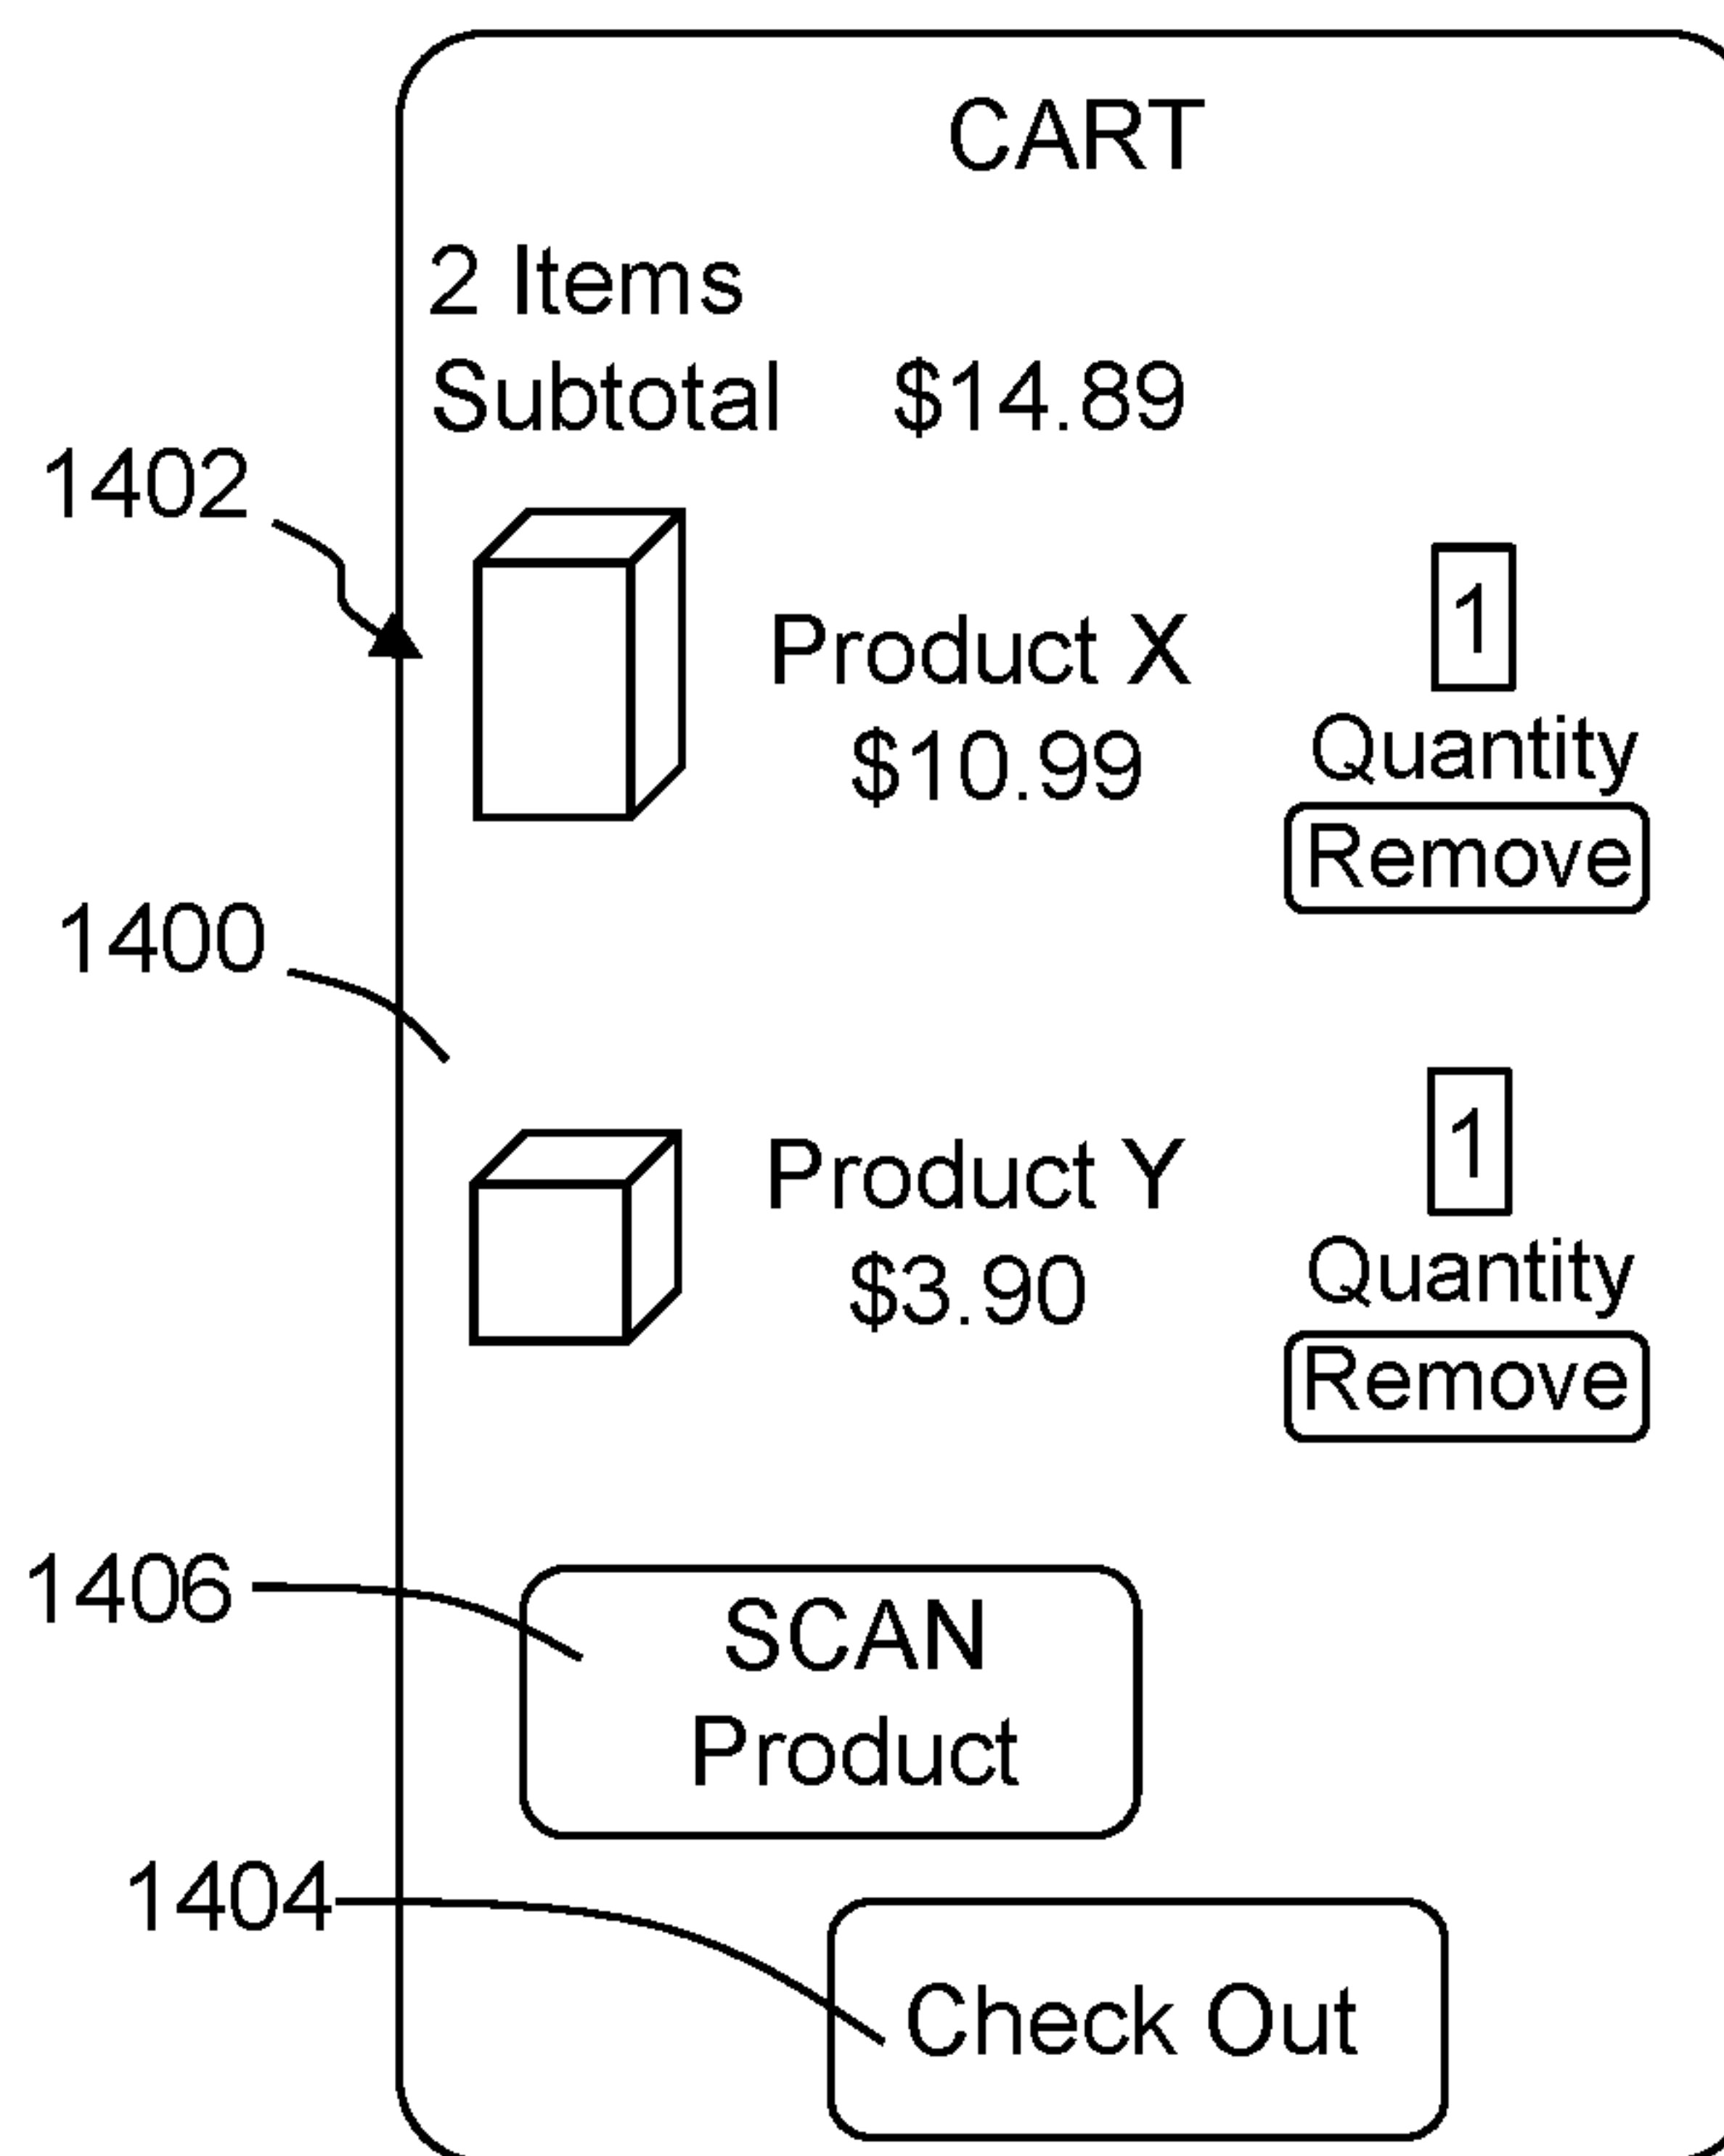 CART
2 Items
Subtotal $14.89
1402
1
Product X
$10.99
Quantity
Remove
1400
1
Product Y
$3.90
Quantity
Remove
1406
SCAN
Product
1404
Check Out